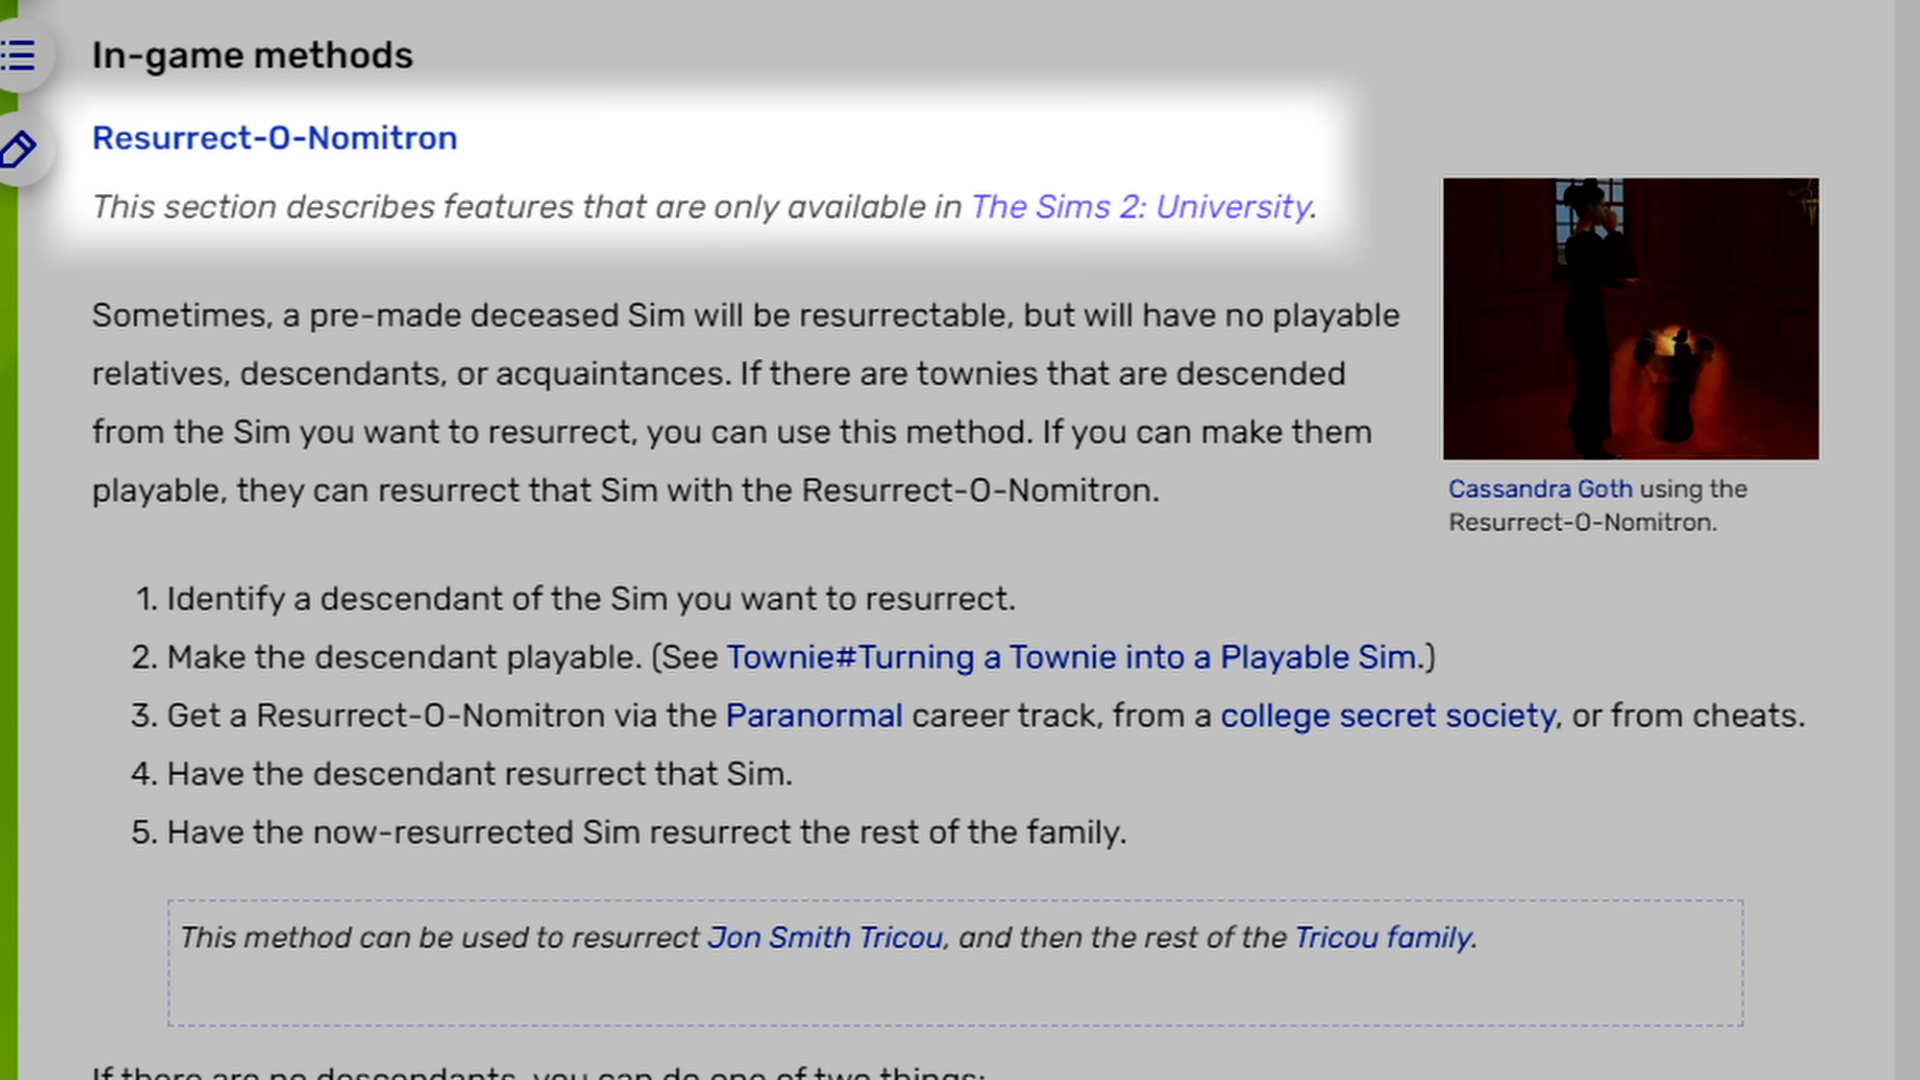 In-game methods
Resurrect-O-Nomitron
This section describes features that are only available in The Sims 2: University.
Sometimes, a pre-made deceased Sim will be resurrectable, but will have no playable
relatives, descendants, or acquaintances. If there are townies that are descended
from the Sim you want to resurrect, you can use this method. If you can make them
playable, they can resurrect that Sim with the Resurrect-O-Nomitron.
Cassandra Goth using the
Resurrect-O-Nomitron.
1. Identify a descendant of the Sim you want to resurrect.
2. Make the descendant playable. (See Townie#Turning a Townie into a Playable Sim.)
3. Get a Resurrect-O-Nomitron via the Paranormal career track, from a college secret society, or from cheats.
4. Have the descendant resurrect that Sim.
5. Have the now-resurrected Sim resurrect the rest of the family.
This method can be used to resurrect Jon Smith Tricou, and then the rest of the Tricou family.
If there are no descendants, you can do one of two things: